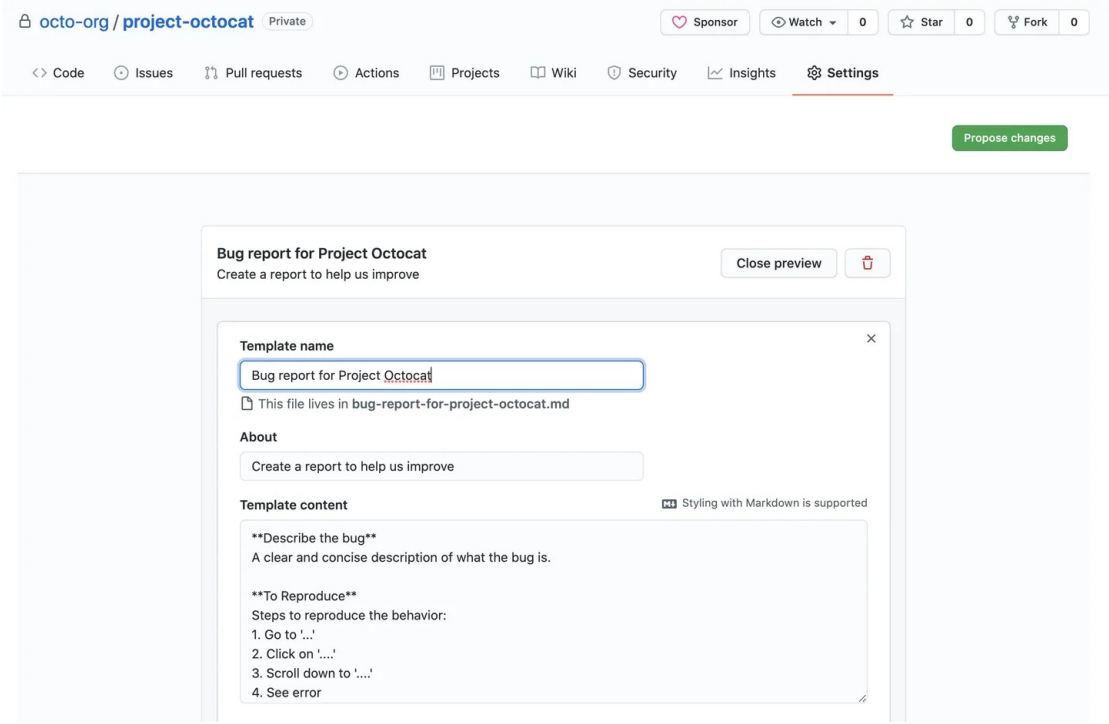 octo-org / project-octocat Private
Sponsor Watch 0 Star 0 Fork 0
<> Code Issues Pull requests Actions Projects Wiki Security Insights Settings
Propose changes
Bug report for Project Octocat
Create a report to help us improve
Close preview
Template name
Bug report for Project Octocat
This file lives in bug-report-for-project-octocat.md
About
Create a report to help us improve
Template content
Styling with Markdown is supported
**Describe the bug**
A clear and concise description of what the bug is.
**To Reproduce**
Steps to reproduce the behavior:
1. Go to '...'
2. Click on '....'
3. Scroll down to '....'
4. See error